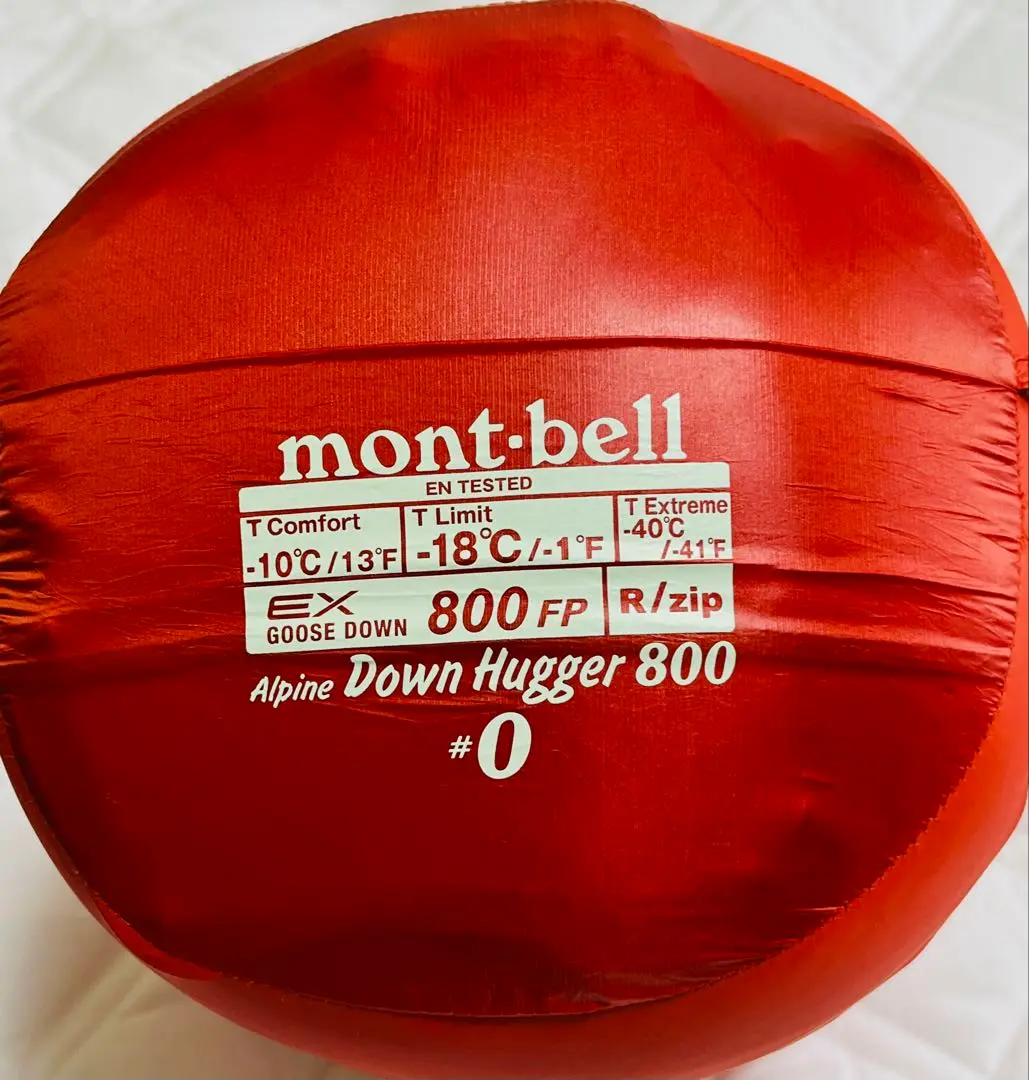 mont-bell
EN TESTED
T Comfort
-10℃/13°F
T Limit
-18℃/-1°F
T Extreme
-40℃
/-41°F
EX
GOOSE DOWN
800 FP
R/zip
Alpine Down Hugger 800
#0